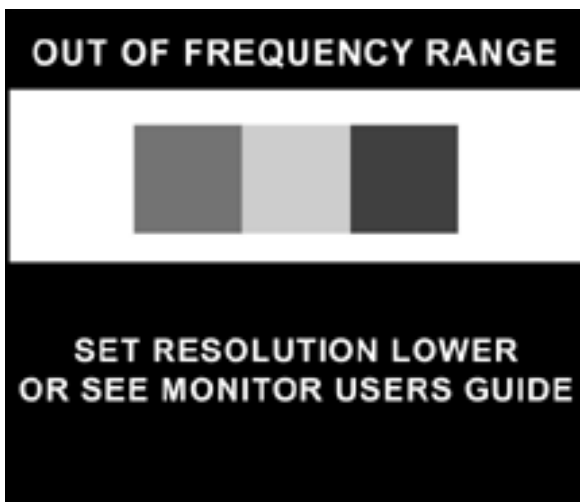 OUT OF FREQUENCY RANGE
SET RESOLUTION LOWER
OR SEE MONITOR USERS GUIDE